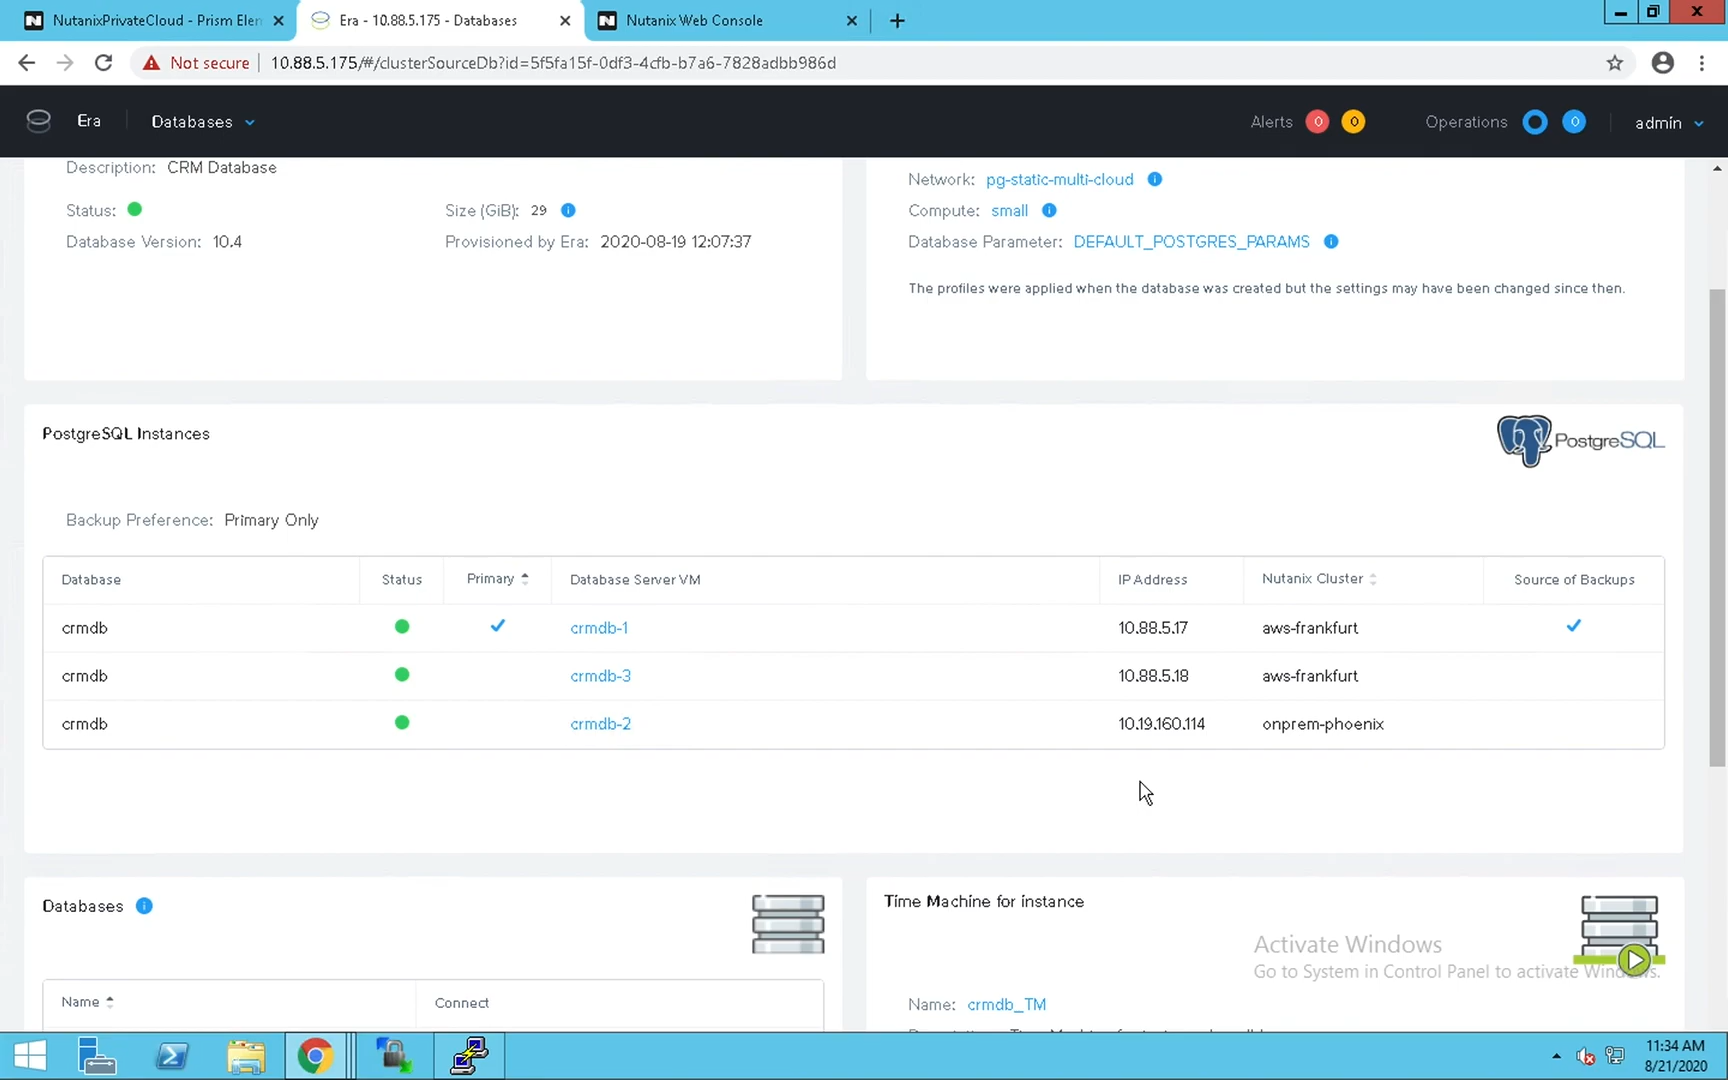 NutanixPrivateCloud - Prism Elen
Era - 10.88.5.175 - Databases
Nutanix Web Console
Not secure
10.88.5.175/#/clusterSourceDb?id=5f5fa15f-0df3-4cfb-b7a6-7828adbb986d
Era
Databases
Alerts 0 0
Operations 0
admin
Description: CRM Database
Status:
Size (GiB): 29
Database Version: 10.4
Provisioned by Era: 2020-08-19 12:07:37
Network: pg-static-multi-cloud
Compute: small
Database Parameter: DEFAULT_POSTGRES_PARAMS
The profiles were applied when the database was created but the settings may have been changed since then.
PostgreSQL Instances
PostgreSQL
Backup Preference: Primary Only
Database Status Primary Database Server VM IP Address Nutanix Cluster Source of Backups
crmdb crmdb-1 10.88.5.17 aws-frankfurt
crmdb crmdb-3 10.88.5.18 aws-frankfurt
crmdb crmdb-2 10.19.160.114 onprem-phoenix
Databases
Name Connect
Time Machine for instance
Name: crmdb_TM
Activate Windows
Go to System in Control Panel to activate Windows.
11:34 AM
8/21/2020